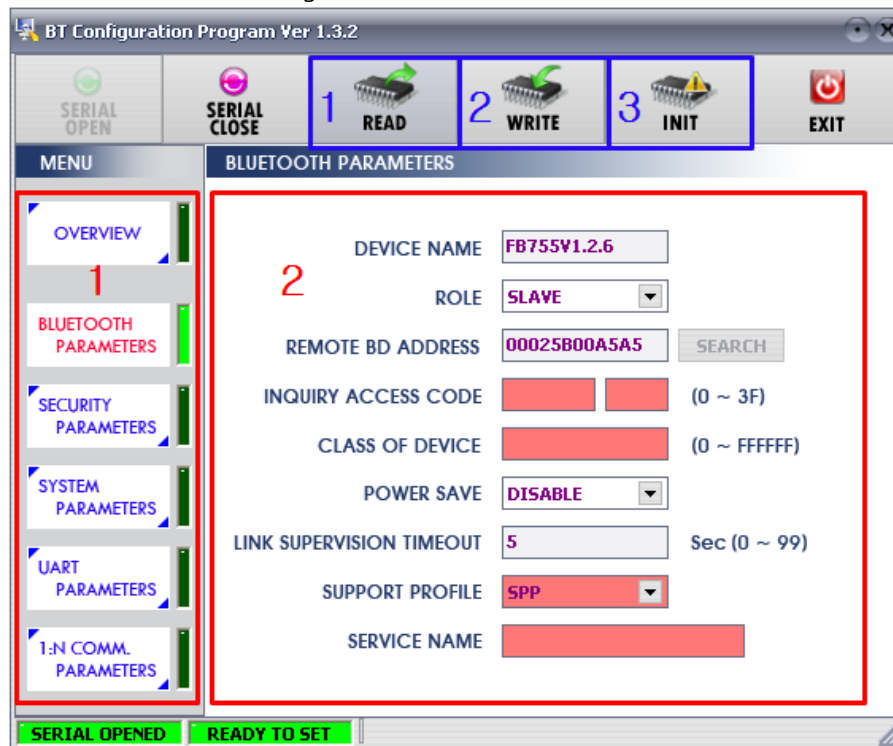 BT Configuration Program Ver 1.3.2
SERIAL OPEN
SERIAL CLOSE
1 READ
2 WRITE
3 INIT
EXIT
MENU
BLUETOOTH PARAMETERS
OVERVIEW
1
BLUETOOTH
PARAMETERS
SECURITY
PARAMETERS
SYSTEM
PARAMETERS
UART
PARAMETERS
1:N COMM.
PARAMETERS
2
DEVICE NAME FB755V1.2.6
ROLE SLAVE
REMOTE BD ADDRESS 00025B00A5A5 SEARCH
INQUIRY ACCESS CODE (0 ~ 3F)
CLASS OF DEVICE (0 ~ FFFFFF)
POWER SAVE DISABLE
LINK SUPERVISION TIMEOUT 5 Sec (0 ~ 99)
SUPPORT PROFILE SPP
SERVICE NAME
SERIAL OPENED READY TO SET